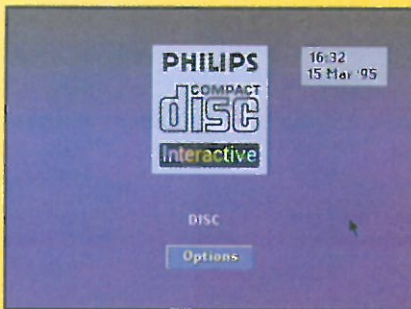 PHILIPS
COMPACT
disc
Interactive
16:32
15 Mar '95
DISC
Options